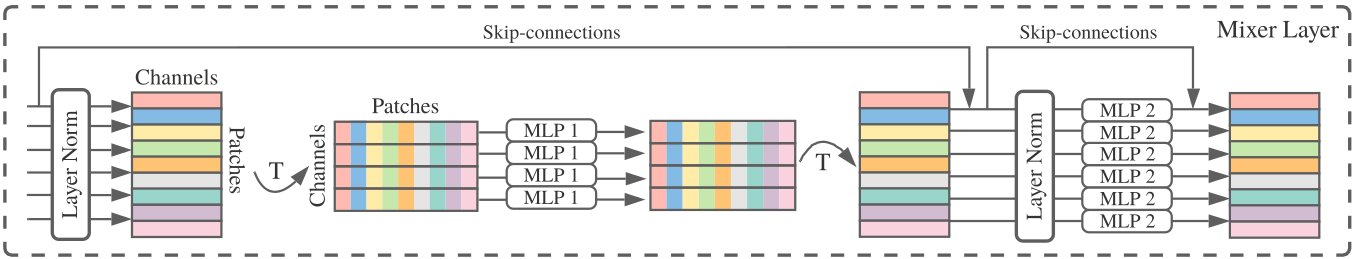 Skip-connections
Skip-connections
Mixer Layer
Channels
Layer Norm
Patches
T
Patches
Channels
MLP 1
MLP 1
MLP 1
MLP 1
T
Layer Norm
MLP 2
MLP 2
MLP 2
MLP 2
MLP 2
MLP 2